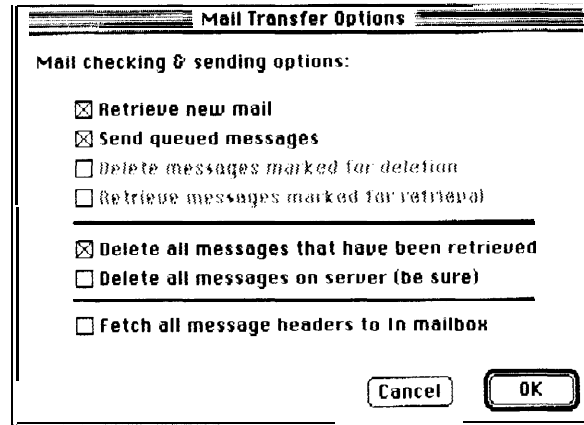 Mail Transfer Options
Mail checking & sending options:
Retrieve new mail
Send queued messages
Delete messages marked for deletion
Retrieve messages marked for retrieval
Delete all messages that have been retrieved
Delete all messages on server (be sure)
Fetch all message headers to In mailbox
Cancel OK